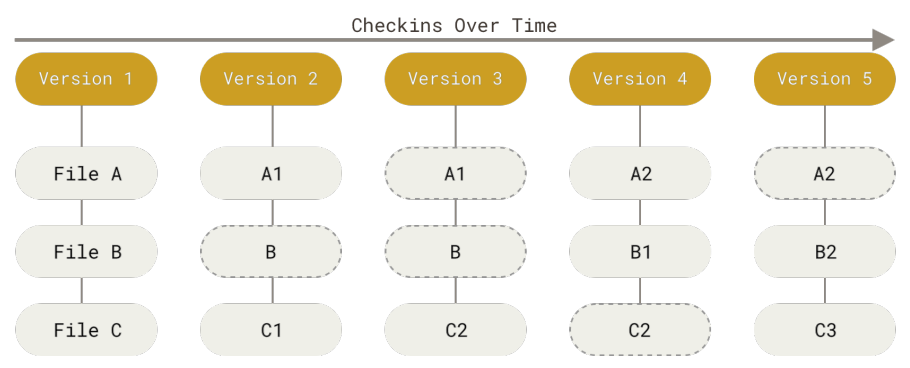 Checkins Over Time
Version 1 Version 2 Version 3 Version 4 Version 5
File A A1 A1 A2 A2
File B B B B1 B2
File C C1 C2 C2 C3